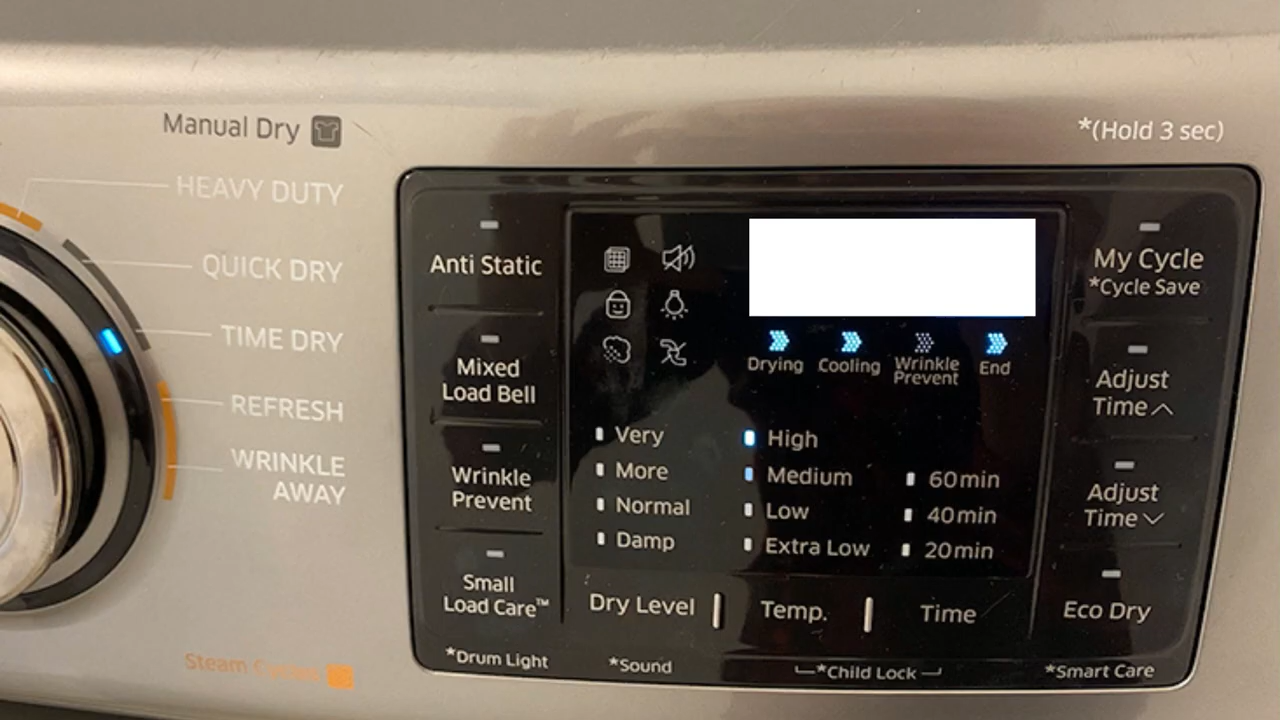 Manual Dry
*(Hold 3 sec)
HEAVY DUTY
QUICK DRY
TIME DRY
REFRESH
WRINKLE
AWAY
Steam Cycles
Anti Static
Mixed
Load Bell
Wrinkle
Prevent
Small
Load Care™
*Drum Light
Drying
Cooling
Wrinkle
Prevent
End
Very
More
Normal
Damp
High
Medium
Low
Extra Low
60min
40min
20min
Dry Level
Temp.
Time
*Sound
*Child Lock
My Cycle
*Cycle Save
Adjust
Time
Adjust
Time
Eco Dry
*Smart Care